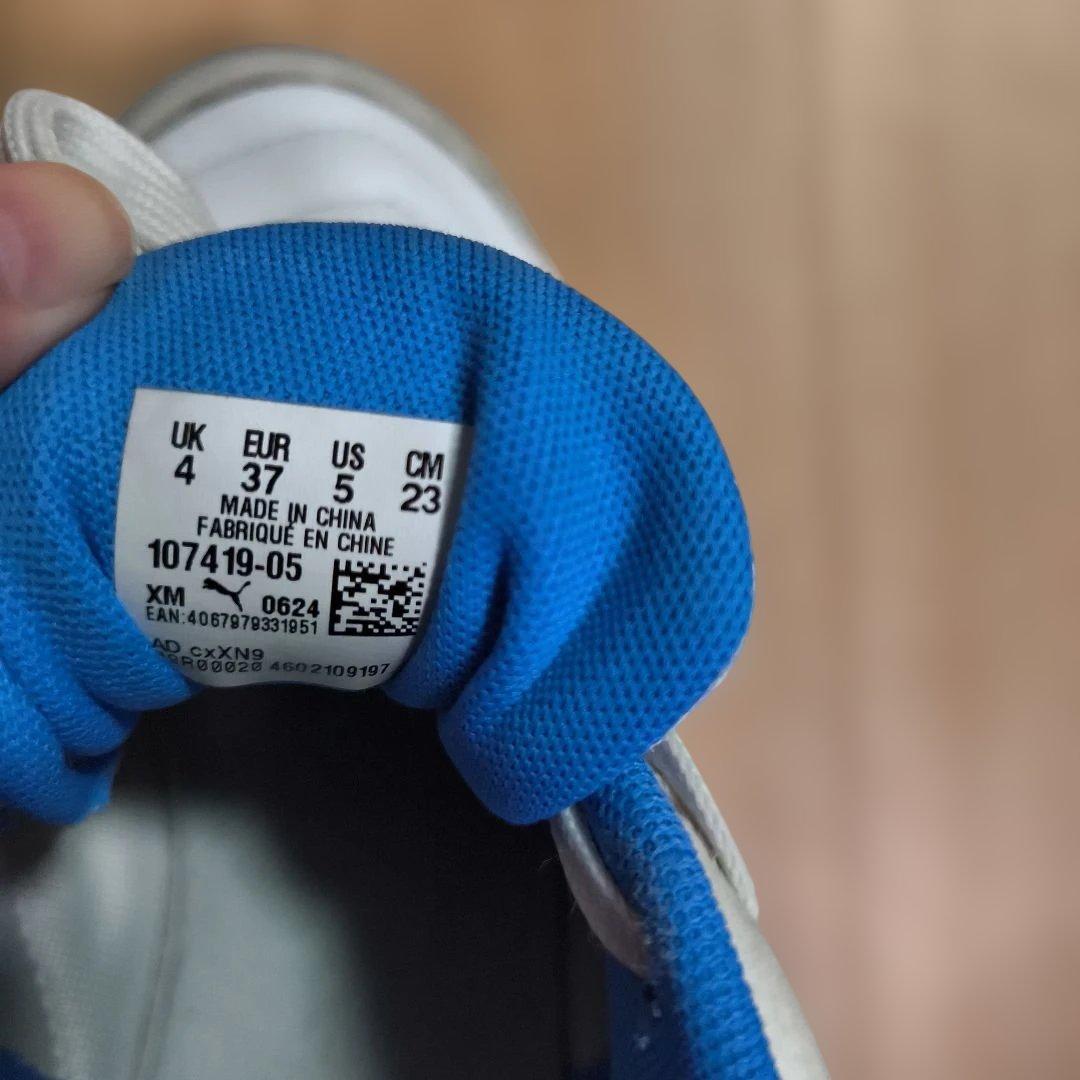 UK EUR US CM
4 37 5 23
MADE IN CHINA
FABRIQUÉ EN CHINE
107419-05
XM 0624
EAN:4067979331951
AD cxXN9
4602109197